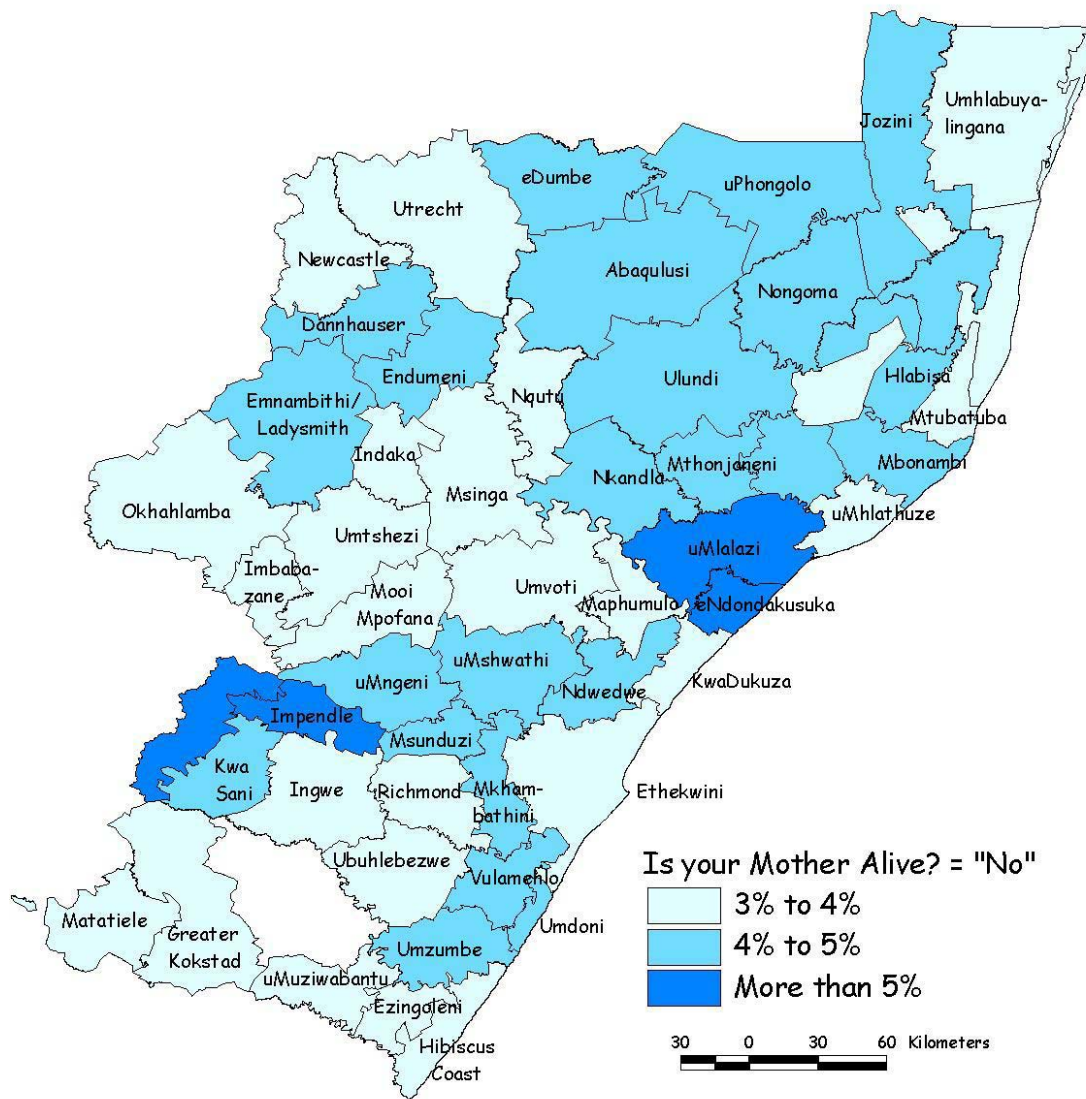 Umhlabuya-
lingana
Jozini
eDumbe
uPhongolo
Utrecht
Newcastle
Abaqulusi
Nongoma
Dannhauser
Endumeni
Ulundi
Hlabisa
Nqutu
Emnambithi/
Ladysmith
Mtubatuba
Indaka
Mbonambi
Nkandla
Mthonjaneni
Msinga
Okhahlamba
uMhlathuze
Umtshezi
uMlalazi
Imbaba-
zane
Mooi
Mpofana
Umvoti
Maphumulo
eNdondakusuka
uMshwathi
uMngeni
Ndwedwe
KwaDukuza
Impendle
Msunduzi
Kwa
Sani
Ingwe
Richmond
Mkham-
bathini
Ethekwini
Ubuhlebezwe
Vulamehlo
Umdoni
Matatiele
Greater
Kokstad
Umzumbe
uMuziwabantu
Ezingoleni
Hibiscus
Coast
Is your Mother Alive? = "No"
3% to 4%
4% to 5%
More than 5%
30 0 30 60 Kilometers